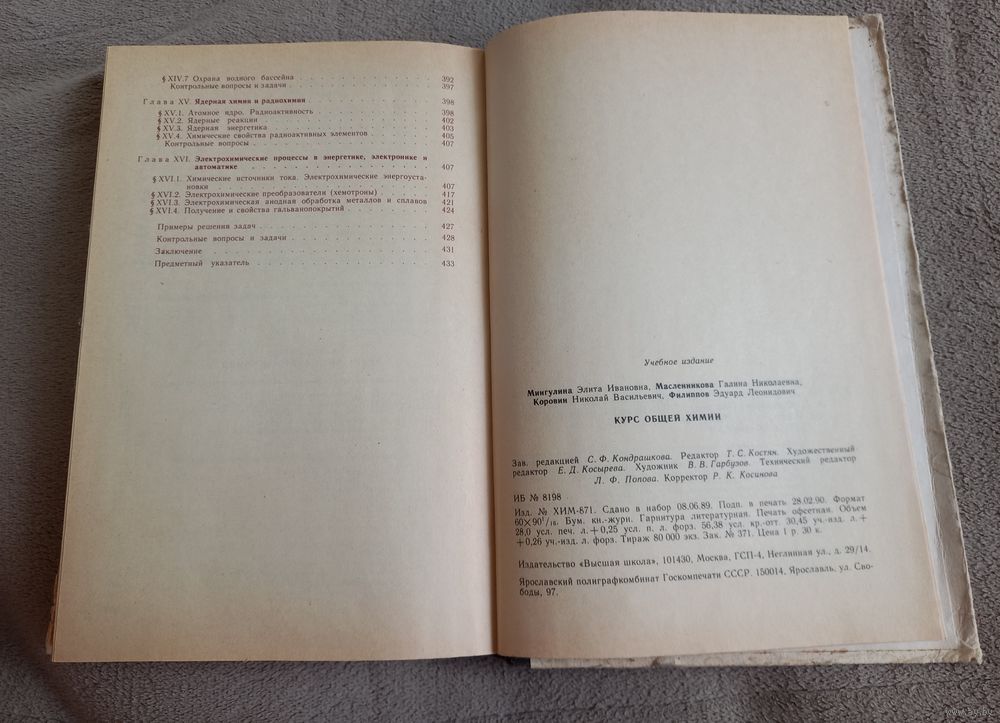 § XIV.7 Охрана водного бассейна . . . . . . . . . . . . 392
Контрольные вопросы и задачи . . . . . . . . . . . . 397
Глава XV. Ядерная химия и радиохимия . . . . . . . . . . . . 398
§ XV.1. Атомное ядро. Радиоактивность . . . . . . . . . . . . 398
§ XV.2. Ядерные реакции . . . . . . . . . . . . 402
§ XV.3. Ядерная энергетика . . . . . . . . . . . . 403
§ XV.4. Химические свойства радиоактивных элементов . . . . . . 405
Контрольные вопросы . . . . . . . . . . . . 407
Глава XVI. Электрохимические процессы в энергетике, электронике и
автоматике . . . . . . . . . . . . 407
§ XVI.1. Химические источники тока. Электрохимические энергоуста-
новки . . . . . . . . . . . . 407
§ XVI.2. Электрохимические преобразователи (хемотроны) . . . . . 417
§ XVI.3. Электрохимическая анодная обработка металлов и сплавов 421
§ XVI.4. Получение и свойства гальванопокрытий . . . . . . . . 424
Примеры решения задач . . . . . . . . . . . . 427
Контрольные вопросы и задачи . . . . . . . . . . . . 428
Заключение . . . . . . . . . . . . 431
Предметный указатель . . . . . . . . . . . . 433
Учебное издание
Мингулина Элита Ивановна, Масленникова Галина Николаевна,
Коровин Николай Васильевич, Филиппов Эдуард Леонидович
КУРС ОБЩЕЙ ХИМИИ
Зав. редакцией С. Ф. Кондрашкова. Редактор Т. С. Костян. Художественный
редактор Е. Д. Косырева. Художник В. В. Гарбузов. Технический редактор
Л. Ф. Попова. Корректор Р. К. Косинова
ИБ № 8198
Изд. № ХИМ-871. Сдано в набор 08.06.89. Подп. в печать 28.02.90. Формат
60×90¹/₁₆. Бум. кн.-журн. Гарнитура литературная. Печать офсетная. Объем
28,0 усл. печ. л.+0,25 усл. п. л. форз. 56,38 усл. кр.-отт. 30,45 уч.-изд. л.+
+0,26 уч.-изд. л. форз. Тираж 80 000 экз. Зак. № 371. Цена 1 р. 30 к.
Издательство «Высшая школа», 101430, Москва, ГСП-4, Неглинная ул., д. 29/14.
Ярославский полиграфкомбинат Госкомпечати СССР. 150014, Ярославль, ул. Сво-
боды, 97.